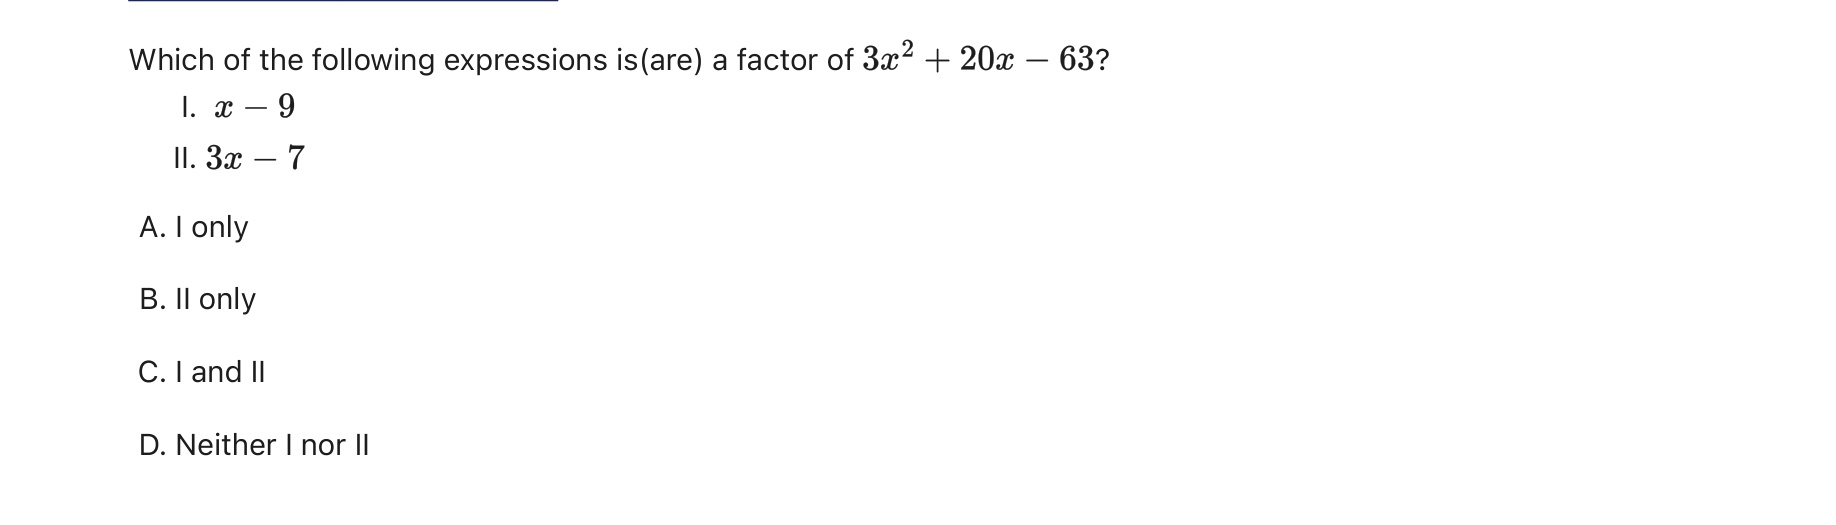 Which of the following expressions is(are) a factor of 3x² + 20x − 63?
I. x − 9
II. 3x − 7
A. I only
B. II only
C. I and II
D. Neither I nor II